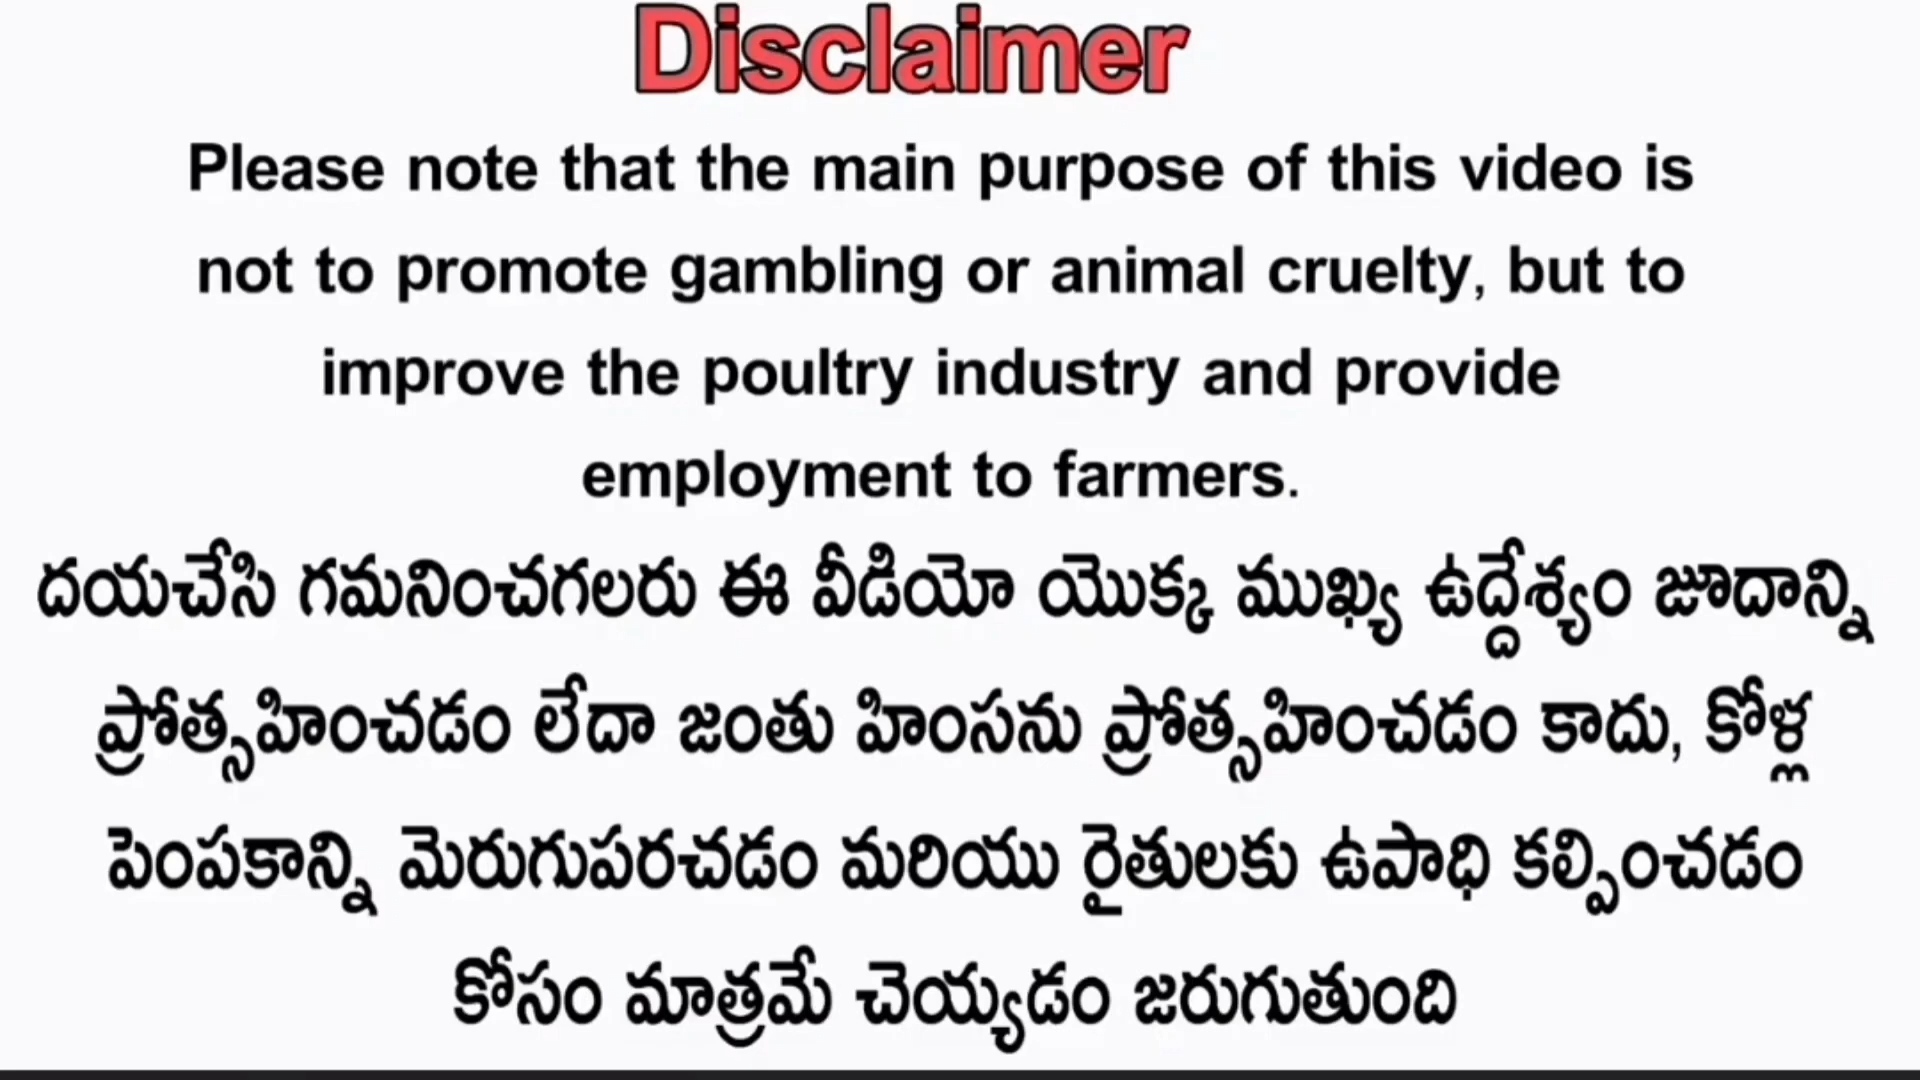 Disclaimer
Please note that the main purpose of this video is
not to promote gambling or animal cruelty, but to
improve the poultry industry and provide
employment to farmers.
దయచేసి గమనించగలరు ఈ వీడియో యొక్క ముఖ్య ఉద్దేశ్యం జూదాన్ని
ప్రోత్సహించడం లేదా జంతు హింసను ప్రోత్సహించడం కాదు, కోళ్ల
పెంపకాన్ని మెరుగుపరచడం మరియు రైతులకు ఉపాధి కల్పించడం
కోసం మాత్రమే చెయ్యడం జరుగుతుంది